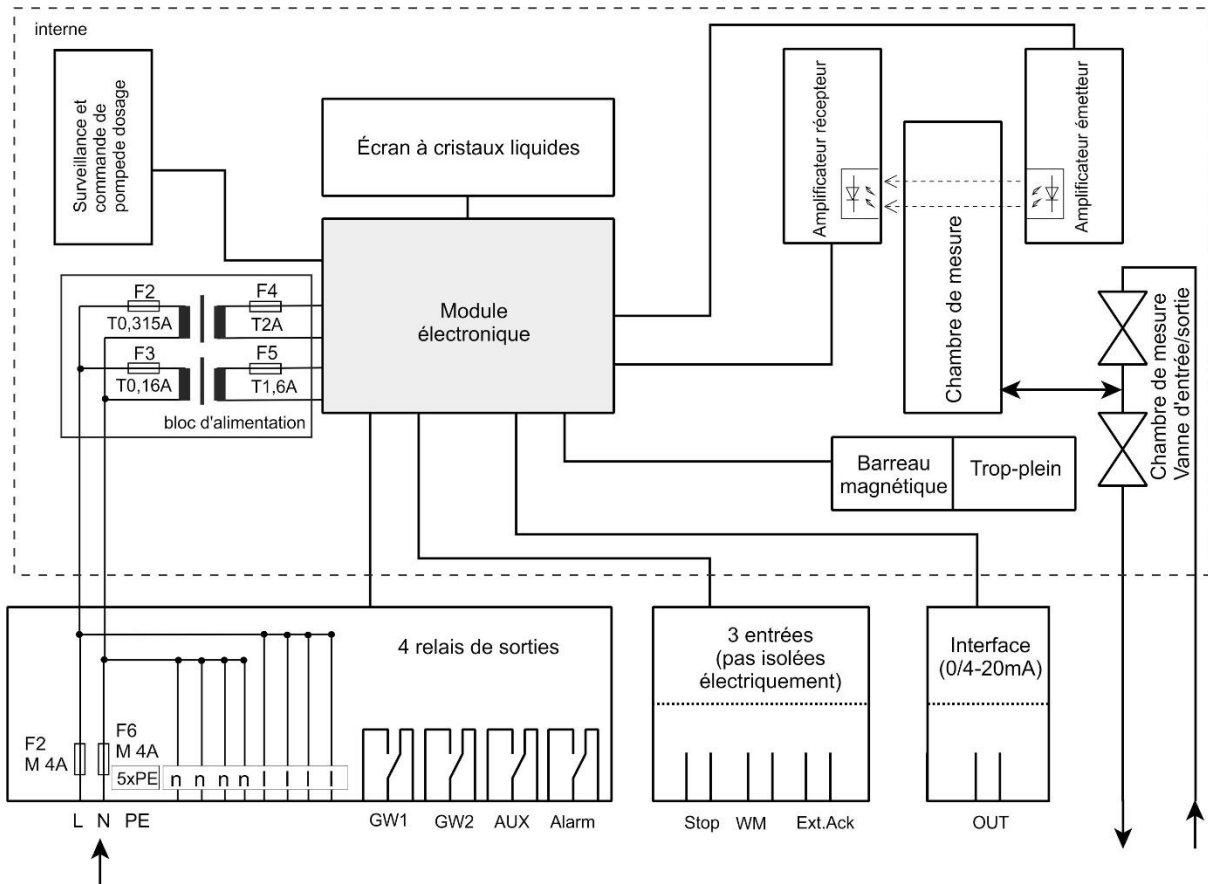 interne
Surveillance et
commande de
pompede dosage
Écran à cristaux liquides
Amplificateur récepteur
Amplificateur émetteur
Chambre de mesure
Module
électronique
F2
T0,315A
F4
T2A
F3
T0,16A
F5
T1,6A
bloc d'alimentation
Chambre de mesure
Vanne d'entrée/sortie
Barreau
magnétique
Trop-plein
4 relais de sorties
3 entrées
(pas isolées
électriquement)
Interface
(0/4-20mA)
F2
M 4A
F6
M 4A
5xPE n n n n l l l l
L N PE
GW1 GW2 AUX Alarm
Stop WM Ext.Ack
OUT